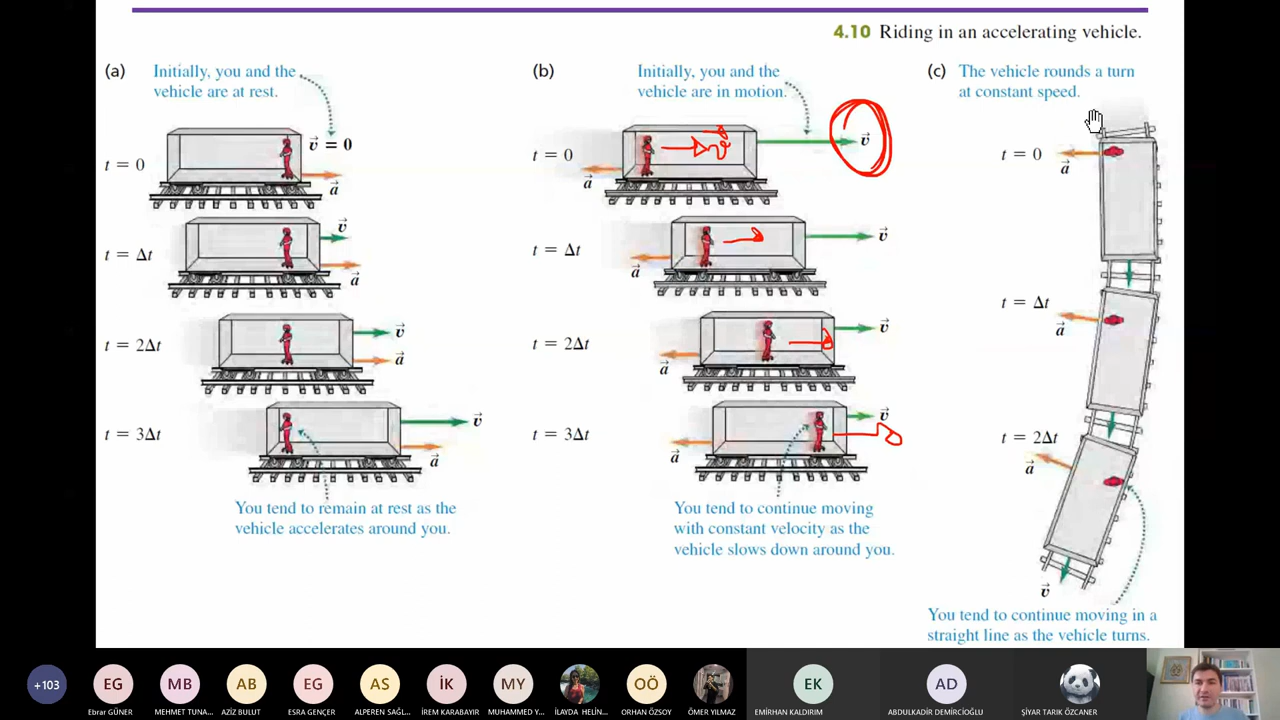 4.10 Riding in an accelerating vehicle.
(a) Initially, you and the
vehicle are at rest.
t = 0
v⃗ = 0
a⃗
t = Δt
v⃗
a⃗
t = 2Δt
v⃗
a⃗
t = 3Δt
v⃗
a⃗
You tend to remain at rest as the
vehicle accelerates around you.
(b) Initially, you and the
vehicle are in motion.
t = 0
v⃗
v⃗
a⃗
t = Δt
v⃗
a⃗
t = 2Δt
v⃗
a⃗
t = 3Δt
v⃗
a⃗
You tend to continue moving
with constant velocity as the
vehicle slows down around you.
(c) The vehicle rounds a turn
at constant speed.
t = 0
a⃗
t = Δt
a⃗
t = 2Δt
a⃗
v⃗
You tend to continue moving in a
straight line as the vehicle turns.
+103
EG
MB
AB
EG
AS
İK
MY
OÖ
EK
AD
Ebrar GÜNER
MEHMET TUNA...
AZİZ BULUT
ESRA GENÇER
ALPEREN SAĞL...
İREM KARABAYIR
MUHAMMED Y...
İLAYDA HELİN...
ORHAN ÖZSOY
ÖMER YILMAZ
EMİRHAN KALDIRIM
ABDULKADİR DEMİRCİOĞLU
ŞİYAR TARIK ÖZCANER